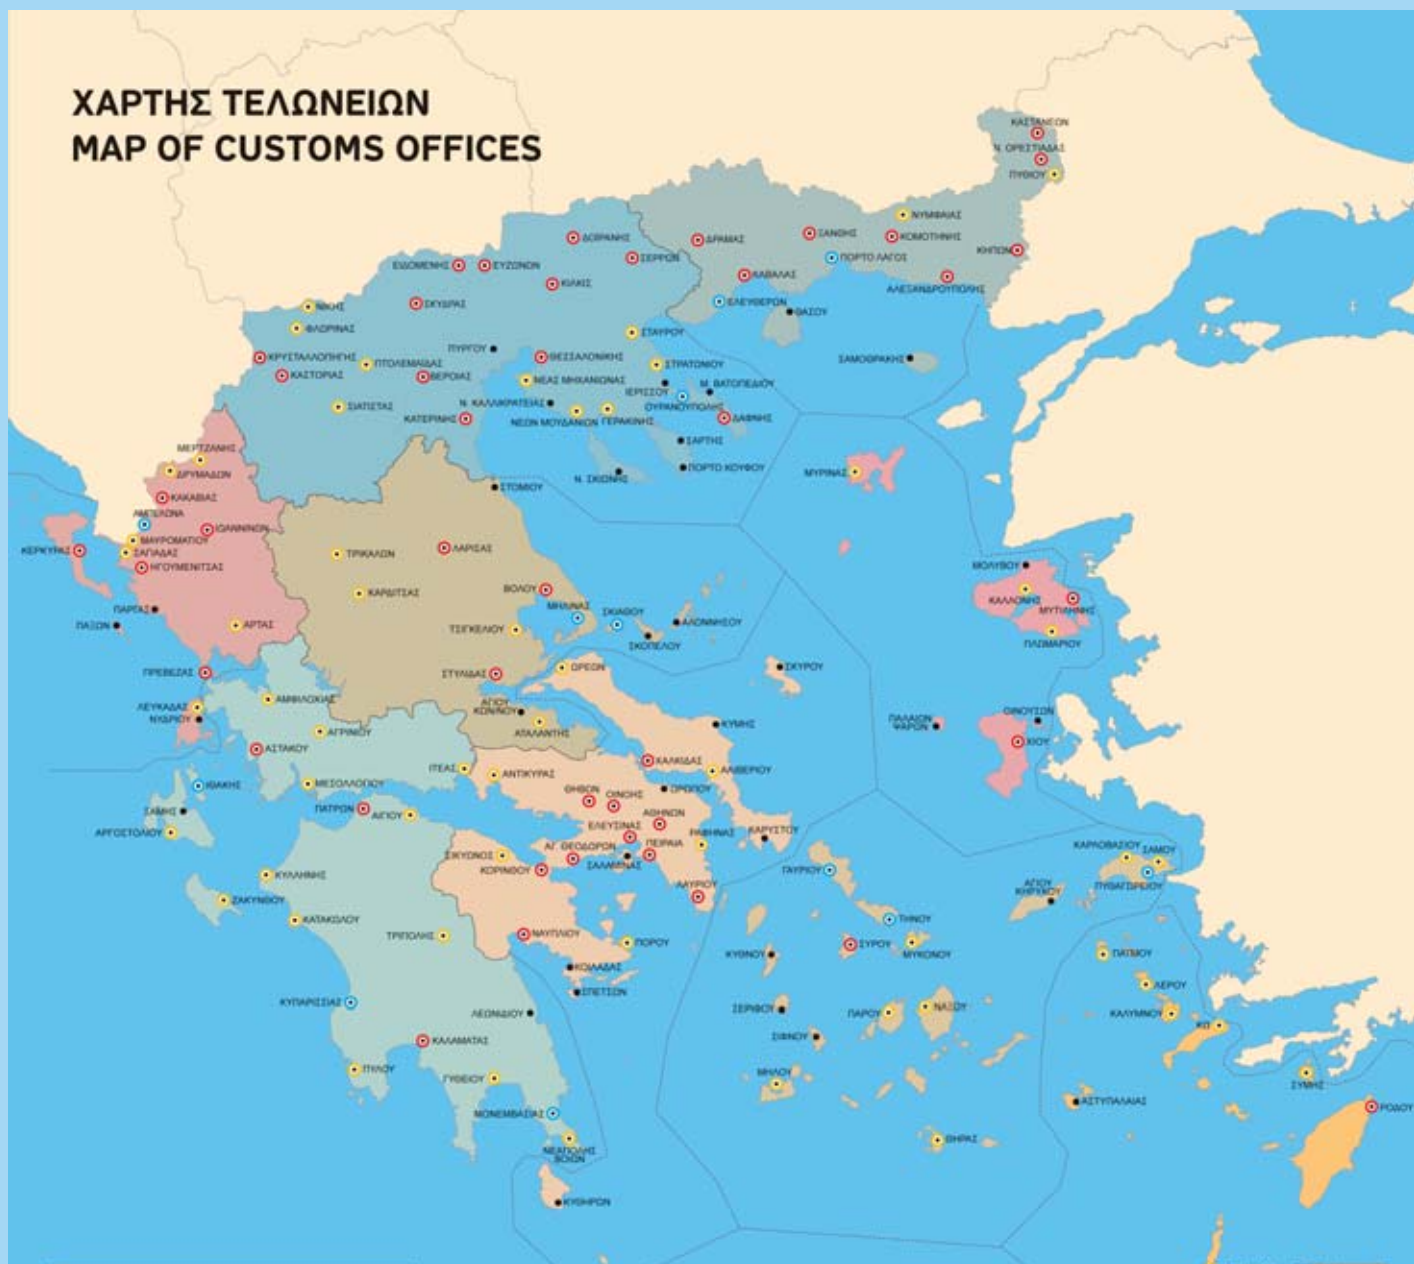 ΧΑΡΤΗΣ ΤΕΛΩΝΕΙΩΝ
MAP OF CUSTOMS OFFICES
ΚΑΣΤΑΝΕΩΝ
Ν. ΟΡΕΣΤΙΑΔΑΣ
ΠΥΘΙΟΥ
ΝΥΜΦΑΙΑΣ
ΔΟΪΡΑΝΗΣ
ΔΡΑΜΑΣ
ΞΑΝΘΗΣ
ΚΟΜΟΤΗΝΗΣ
ΚΗΠΩΝ
ΕΙΔΟΜΕΝΗΣ
ΕΥΖΩΝΩΝ
ΣΕΡΡΩΝ
ΠΟΡΤΟ ΛΑΓΟΣ
ΚΙΛΚΙΣ
ΚΑΒΑΛΑΣ
ΑΛΕΞΑΝΔΡΟΥΠΟΛΗΣ
ΝΙΚΗΣ
ΣΚΥΔΡΑΣ
ΕΛΕΥΘΕΡΩΝ
ΘΑΣΟΥ
ΦΛΩΡΙΝΑΣ
ΣΤΑΥΡΟΥ
ΠΥΡΓΟΥ
ΚΡΥΣΤΑΛΛΟΠΗΓΗΣ
ΘΕΣΣΑΛΟΝΙΚΗΣ
ΣΑΜΟΘΡΑΚΗΣ
ΠΤΟΛΕΜΑΪΔΑΣ
ΣΤΡΑΤΩΝΙΟΥ
ΚΑΣΤΟΡΙΑΣ
ΒΕΡΟΙΑΣ
ΝΕΑΣ ΜΗΧΑΝΙΩΝΑΣ
ΙΕΡΙΣΣΟΥ
Μ. ΒΑΤΟΠΕΔΙΟΥ
ΣΙΑΤΙΣΤΑΣ
Ν. ΚΑΛΛΙΚΡΑΤΕΙΑΣ
ΟΥΡΑΝΟΥΠΟΛΗΣ
ΚΑΤΕΡΙΝΗΣ
ΝΕΩΝ ΜΟΥΔΑΝΙΩΝ
ΓΕΡΑΚΙΝΗΣ
ΔΑΦΝΗΣ
ΣΑΡΤΗΣ
ΜΕΡΤΖΑΝΗΣ
ΔΡΥΜΑΔΩΝ
Ν. ΣΚΙΩΝΗΣ
ΠΟΡΤΟ ΚΟΥΦΟΥ
ΜΥΡΙΝΑΣ
ΣΤΟΜΙΟΥ
ΚΑΚΑΒΙΑΣ
ΑΜΠΕΛΩΝΑ
ΙΩΑΝΝΙΝΩΝ
ΜΑΥΡΟΜΑΤΙΟΥ
ΚΕΡΚΥΡΑΣ
ΣΑΓΙΑΔΑΣ
ΤΡΙΚΑΛΩΝ
ΛΑΡΙΣΑΣ
ΗΓΟΥΜΕΝΙΤΣΑΣ
ΜΟΛΥΒΟΥ
ΚΑΡΔΙΤΣΑΣ
ΒΟΛΟΥ
ΚΑΛΛΟΝΗΣ
ΜΥΤΙΛΗΝΗΣ
ΠΑΡΓΑΣ
ΜΗΛΙΝΑΣ
ΣΚΙΑΘΟΥ
ΠΑΞΩΝ
ΑΡΤΑΣ
ΤΣΙΓΚΕΛΙΟΥ
ΑΛΟΝΝΗΣΟΥ
ΣΚΟΠΕΛΟΥ
ΠΛΩΜΑΡΙΟΥ
ΠΡΕΒΕΖΑΣ
ΣΤΥΛΙΔΑΣ
ΩΡΕΩΝ
ΣΚΥΡΟΥ
ΛΕΥΚΑΔΑΣ
ΝΥΔΡΙΟΥ
ΑΜΦΙΛΟΧΙΑΣ
ΑΓΙΟΥ
ΚΩΝ/ΝΟΥ
ΑΤΑΛΑΝΤΗΣ
ΚΥΜΗΣ
ΠΑΛΑΙΩΝ
ΨΑΡΩΝ
ΟΙΝΟΥΣΩΝ
ΑΓΡΙΝΙΟΥ
ΑΣΤΑΚΟΥ
ΧΙΟΥ
ΙΤΕΑΣ
ΑΝΤΙΚΥΡΑΣ
ΧΑΛΚΙΔΑΣ
ΑΛΙΒΕΡΙΟΥ
ΙΘΑΚΗΣ
ΜΕΣΟΛΟΓΓΙΟΥ
ΘΗΒΩΝ
ΟΙΝΟΗΣ
ΩΡΩΠΟΥ
ΣΑΜΗΣ
ΠΑΤΡΩΝ
ΑΙΓΙΟΥ
ΑΘΗΝΩΝ
ΑΡΓΟΣΤΟΛΙΟΥ
ΕΛΕΥΣΙΝΑΣ
ΡΑΦΗΝΑΣ
ΚΑΡΥΣΤΟΥ
ΣΙΚΥΩΝΟΣ
ΑΓ. ΘΕΟΔΩΡΩΝ
ΠΕΙΡΑΙΑ
ΣΑΛΑΜΙΝΑΣ
ΚΟΡΙΝΘΟΥ
ΚΑΡΛΟΒΑΣΙΟΥ
ΣΑΜΟΥ
ΚΥΛΛΗΝΗΣ
ΓΑΥΡΙΟΥ
ΠΥΘΑΓΟΡΕΙΟΥ
ΛΑΥΡΙΟΥ
ΑΓΙΟΥ
ΚΗΡΥΚΟΥ
ΖΑΚΥΝΘΟΥ
ΚΑΤΑΚΟΛΟΥ
ΤΗΝΟΥ
ΤΡΙΠΟΛΗΣ
ΝΑΥΠΛΙΟΥ
ΠΟΡΟΥ
ΣΥΡΟΥ
ΜΥΚΟΝΟΥ
ΚΥΘΝΟΥ
ΠΑΤΜΟΥ
ΚΟΙΛΑΔΑΣ
ΛΕΡΟΥ
ΣΠΕΤΣΩΝ
ΚΥΠΑΡΙΣΣΙΑΣ
ΣΕΡΙΦΟΥ
ΠΑΡΟΥ
ΝΑΞΟΥ
ΚΑΛΥΜΝΟΥ
ΛΕΩΝΙΔΙΟΥ
ΚΩ
ΣΙΦΝΟΥ
ΚΑΛΑΜΑΤΑΣ
ΠΥΛΟΥ
ΓΥΘΕΙΟΥ
ΜΗΛΟΥ
ΣΥΜΗΣ
ΑΣΤΥΠΑΛΑΙΑΣ
ΡΟΔΟΥ
ΜΟΝΕΜΒΑΣΙΑΣ
ΘΗΡΑΣ
ΝΕΑΠΟΛΗΣ
ΒΟΙΩΝ
ΚΥΘΗΡΩΝ